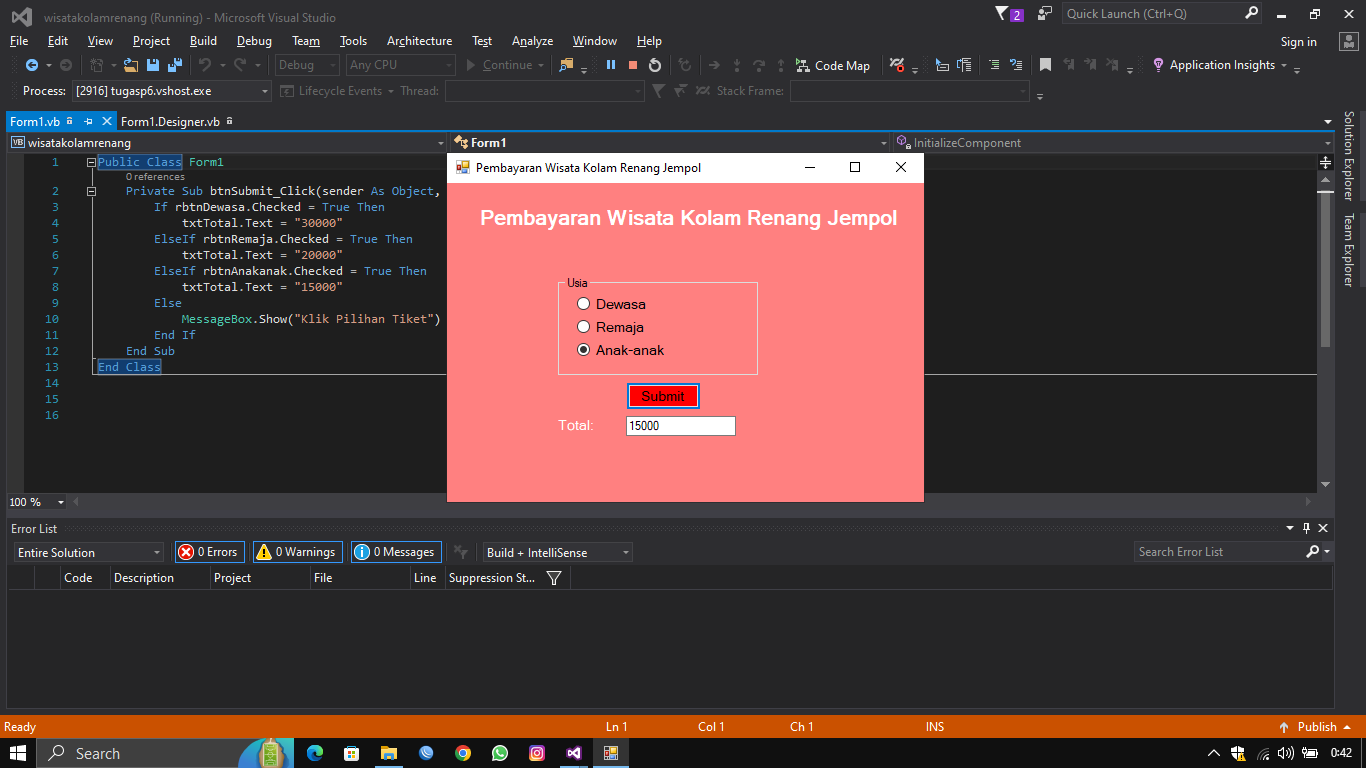 wisatakolamrenang (Running) - Microsoft Visual Studio
2
Quick Launch (Ctrl+Q)
File Edit View Project Build Debug Team Tools Architecture Test Analyze Window Help
Sign in
Debug Any CPU Continue Code Map Application Insights
Process: [2916] tugasp6.vshost.exe Lifecycle Events Thread: Stack Frame:
Form1.vb Form1.Designer.vb
VB wisatakolamrenang Form1 InitializeComponent
Solution Explorer
Team Explorer
1 Public Class Form1
0 references
2 Private Sub btnSubmit_Click(sender As Object,
3 If rbtnDewasa.Checked = True Then
4 txtTotal.Text = "30000"
5 ElseIf rbtnRemaja.Checked = True Then
6 txtTotal.Text = "20000"
7 ElseIf rbtnAnakanak.Checked = True Then
8 txtTotal.Text = "15000"
9 Else
10 MessageBox.Show("Klik Pilihan Tiket")
11 End If
12 End Sub
13 End Class
14
15
16
Pembayaran Wisata Kolam Renang Jempol
Pembayaran Wisata Kolam Renang Jempol
Usia
Dewasa
Remaja
Anak-anak
Submit
Total: 15000
100 %
Error List
Entire Solution 0 Errors 0 Warnings 0 Messages Build + IntelliSense Search Error List
Code Description Project File Line Suppression St...
Ready Ln 1 Col 1 Ch 1 INS Publish
Search
0:42